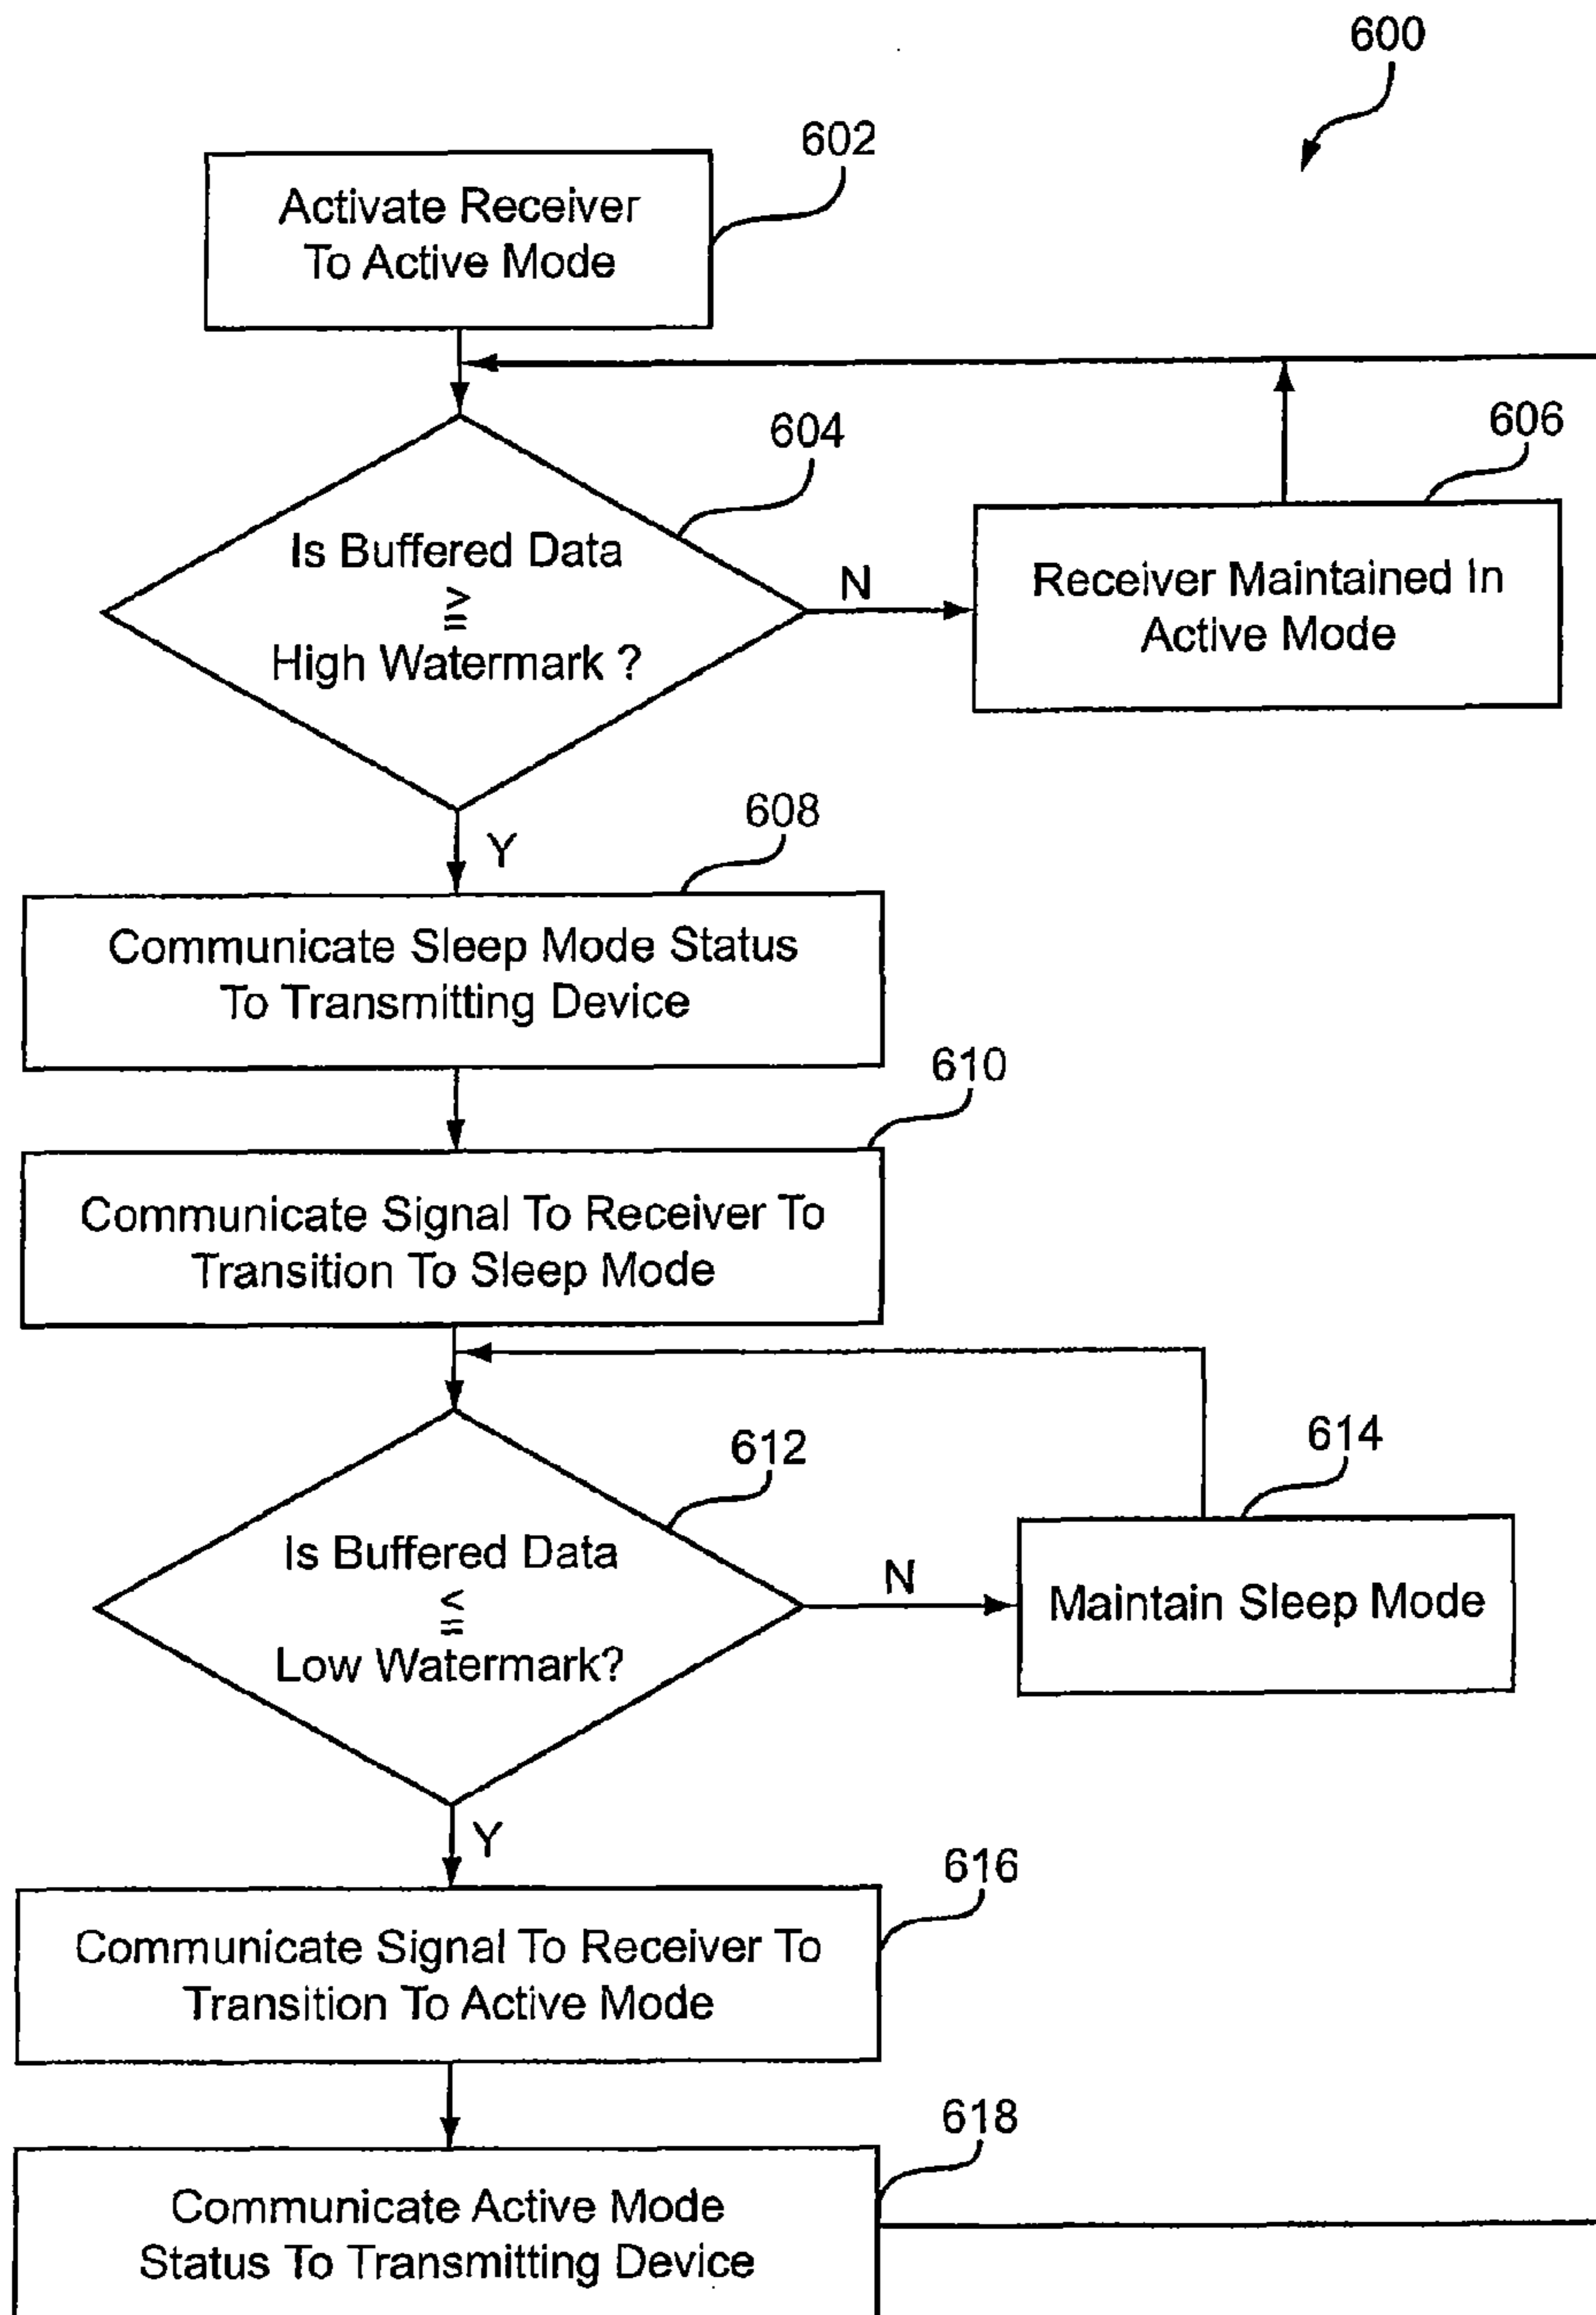 600
602
Activate Receiver
To Active Mode
604
606
Is Buffered Data
≧
High Watermark ?
N
Receiver Maintained In
Active Mode
Y
608
Communicate Sleep Mode Status
To Transmitting Device
610
Communicate Signal To Receiver To
Transition To Sleep Mode
612
614
Is Buffered Data
≦
Low Watermark?
N
Maintain Sleep Mode
Y
616
Communicate Signal To Receiver To
Transition To Active Mode
618
Communicate Active Mode
Status To Transmitting Device